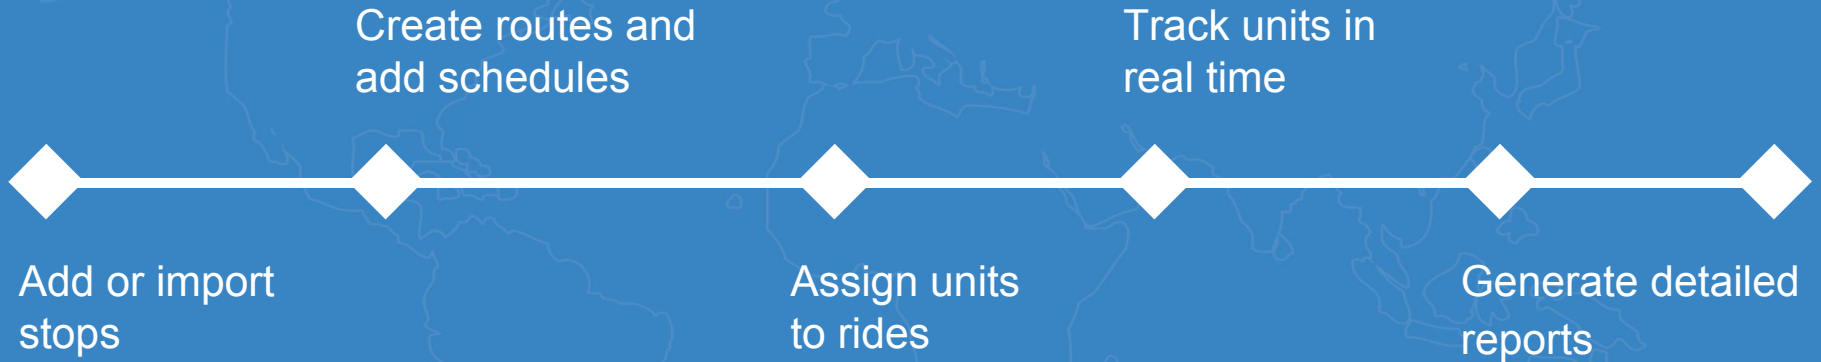 Create routes and
add schedules
Track units in
real time
Add or import
stops
Assign units
to rides
Generate detailed
reports